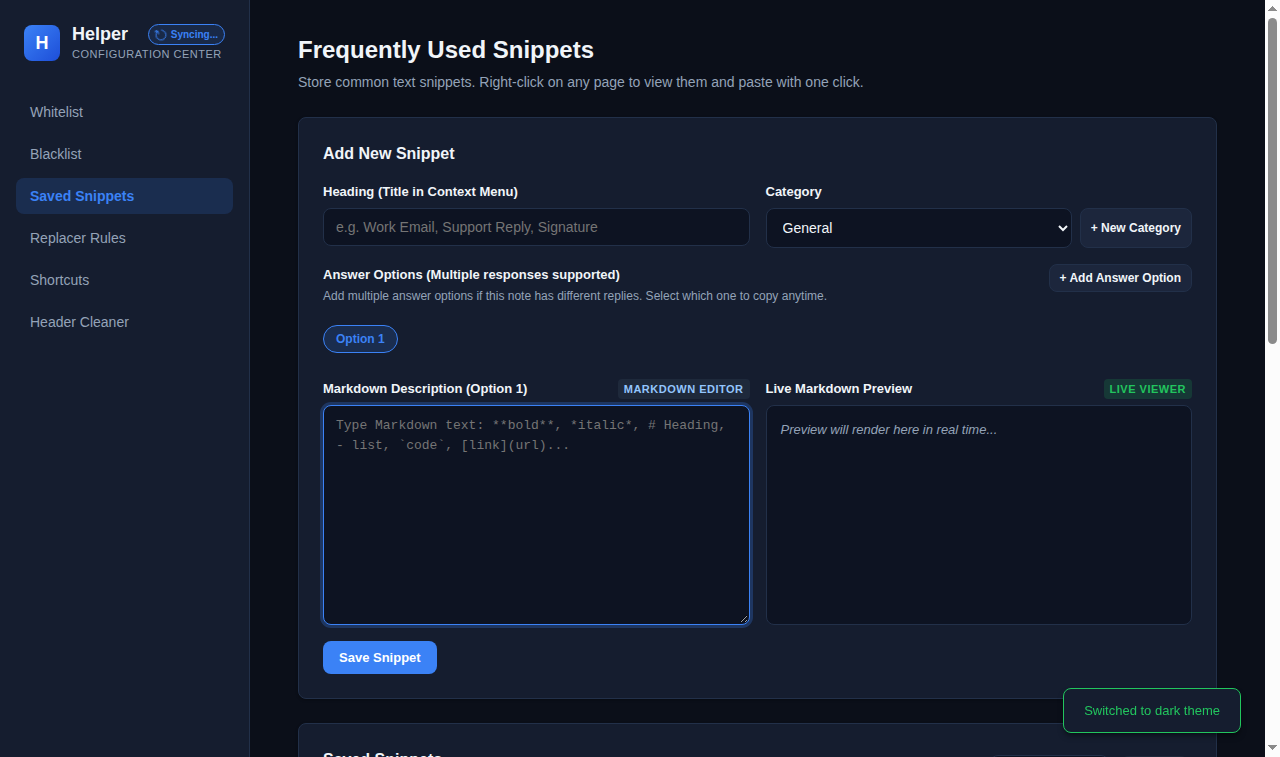 H
Helper
Syncing...
CONFIGURATION CENTER
Whitelist
Blacklist
Saved Snippets
Replacer Rules
Shortcuts
Header Cleaner
Frequently Used Snippets
Store common text snippets. Right-click on any page to view them and paste with one click.
Add New Snippet
Heading (Title in Context Menu)
Category
e.g. Work Email, Support Reply, Signature
General
+ New Category
Answer Options (Multiple responses supported)
+ Add Answer Option
Add multiple answer options if this note has different replies. Select which one to copy anytime.
Option 1
Markdown Description (Option 1)
MARKDOWN EDITOR
Live Markdown Preview
LIVE VIEWER
Type Markdown text: **bold**, *italic*, # Heading,
- list, `code`, [link](url)...
Preview will render here in real time...
Save Snippet
Switched to dark theme
Saved Snippets